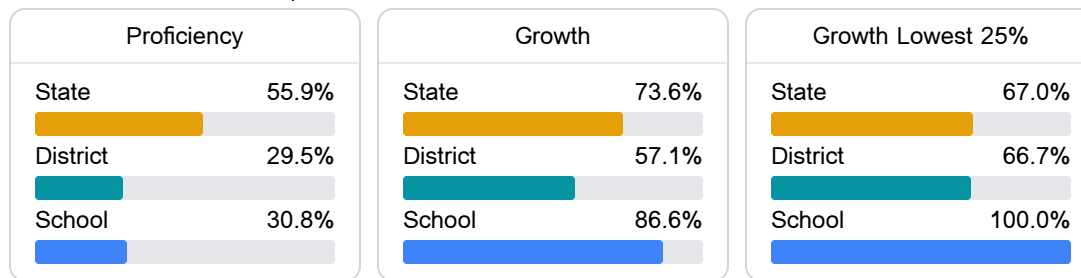 Proficiency
State 55.9%
District 29.5%
School 30.8%
Growth
State 73.6%
District 57.1%
School 86.6%
Growth Lowest 25%
State 67.0%
District 66.7%
School 100.0%